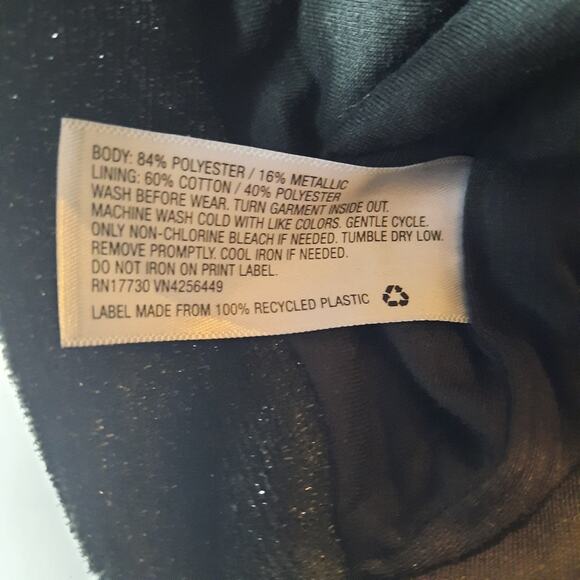 BODY: 84% POLYESTER / 16% METALLIC
LINING: 60% COTTON / 40% POLYESTER
WASH BEFORE WEAR. TURN GARMENT INSIDE OUT.
MACHINE WASH COLD WITH LIKE COLORS. GENTLE CYCLE.
ONLY NON-CHLORINE BLEACH IF NEEDED. TUMBLE DRY LOW.
REMOVE PROMPTLY. COOL IRON IF NEEDED.
DO NOT IRON ON PRINT LABEL.
RN17730 VN4256449
LABEL MADE FROM 100% RECYCLED PLASTIC